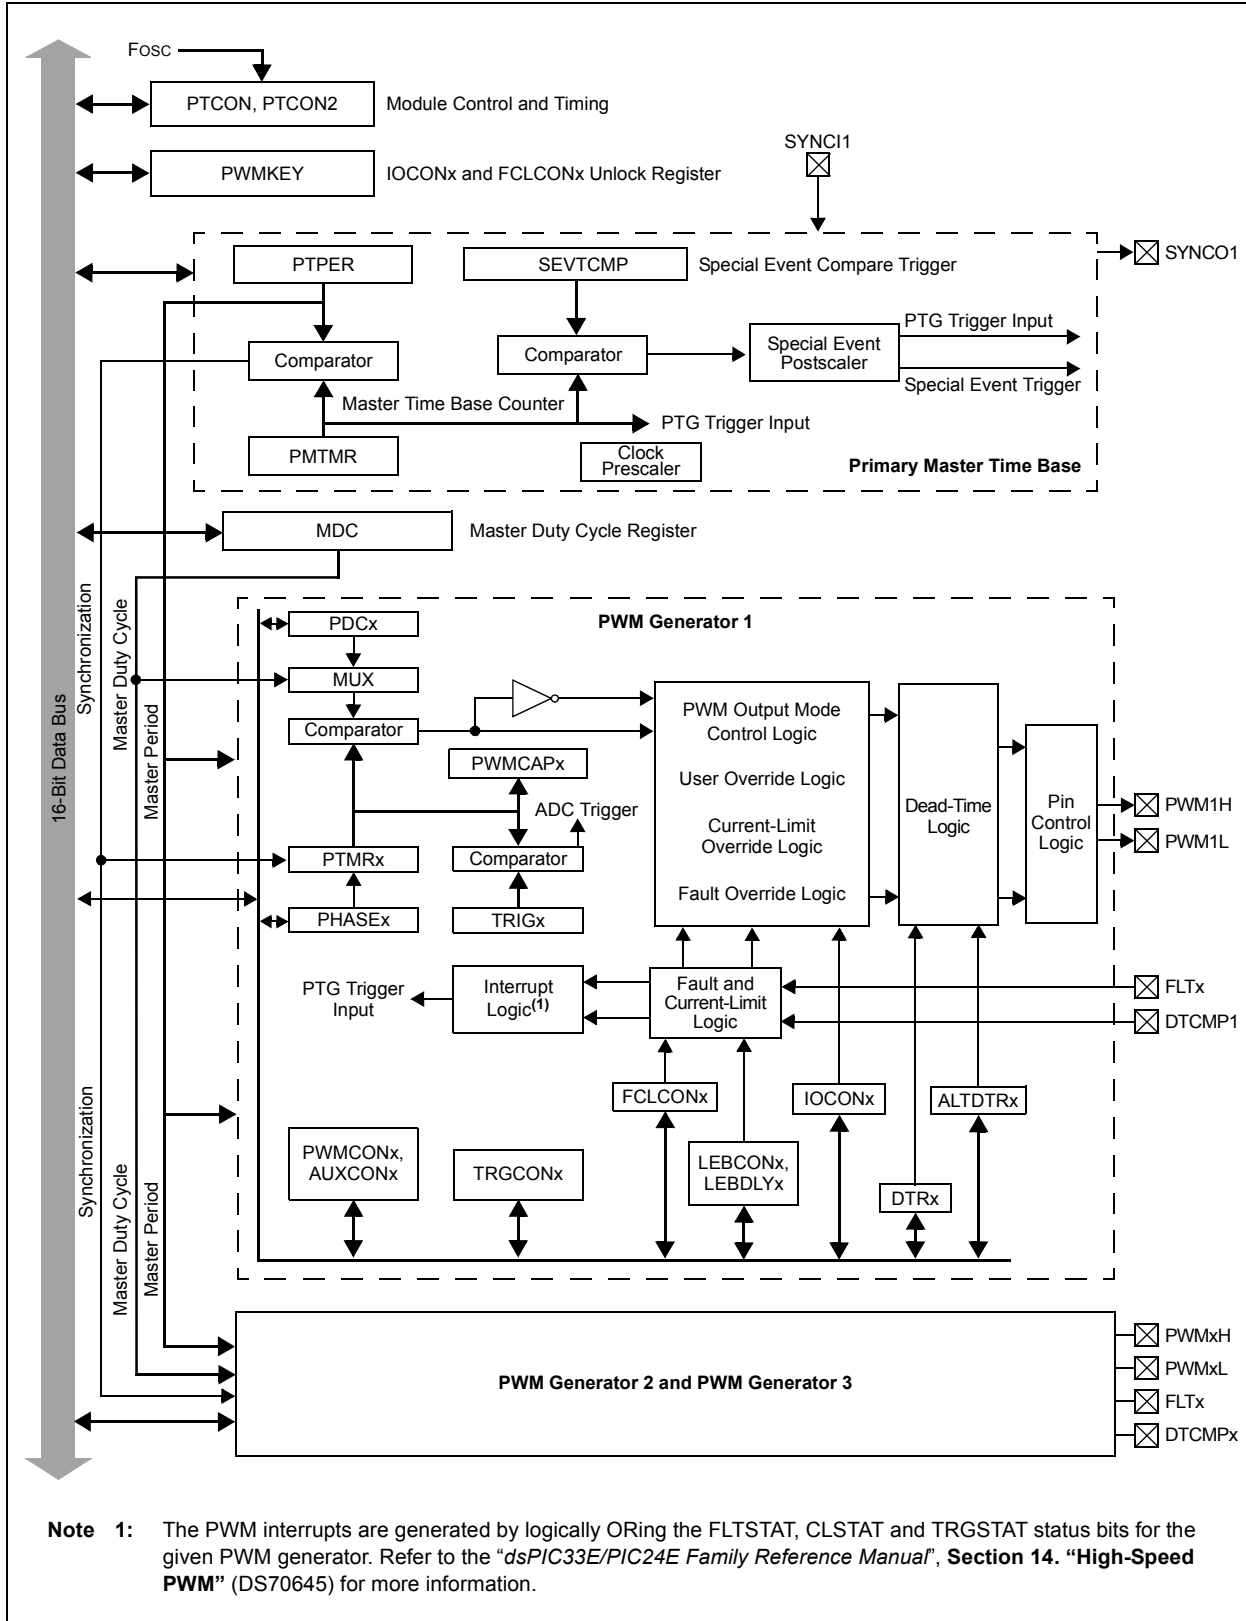 FOSC
PTCON, PTCON2
Module Control and Timing
SYNCI1
PWMKEY
IOCONx and FCLCONx Unlock Register
SYNCO1
PTPER
SEVTCMP
Special Event Compare Trigger
PTG Trigger Input
Comparator
Comparator
Special Event
Postscaler
Special Event Trigger
Master Time Base Counter
PTG Trigger Input
PMTMR
Clock
Prescaler
Primary Master Time Base
MDC
Master Duty Cycle Register
16-Bit Data Bus
Synchronization
Master Duty Cycle
Master Period
PWM Generator 1
PDCx
MUX
Comparator
PWMCAPx
ADC Trigger
PTMRx
Comparator
PHASEx
TRIGx
PWM Output Mode
Control Logic
User Override Logic
Current-Limit
Override Logic
Fault Override Logic
Dead-Time
Logic
Pin
Control
Logic
PWM1H
PWM1L
PTG Trigger
Input
Interrupt
Logic(1)
Fault and
Current-Limit
Logic
FLTx
DTCMP1
FCLCONx
IOCONx
ALTDTRx
PWMCONx,
AUXCONx
TRGCONx
LEBCONx,
LEBDLYx
DTRx
Synchronization
Master Duty Cycle
Master Period
PWM Generator 2 and PWM Generator 3
PWMxH
PWMxL
FLTx
DTCMPx
Note 1: The PWM interrupts are generated by logically ORing the FLTSTAT, CLSTAT and TRGSTAT status bits for the
given PWM generator. Refer to the “dsPIC33E/PIC24E Family Reference Manual”, Section 14. “High-Speed
PWM” (DS70645) for more information.